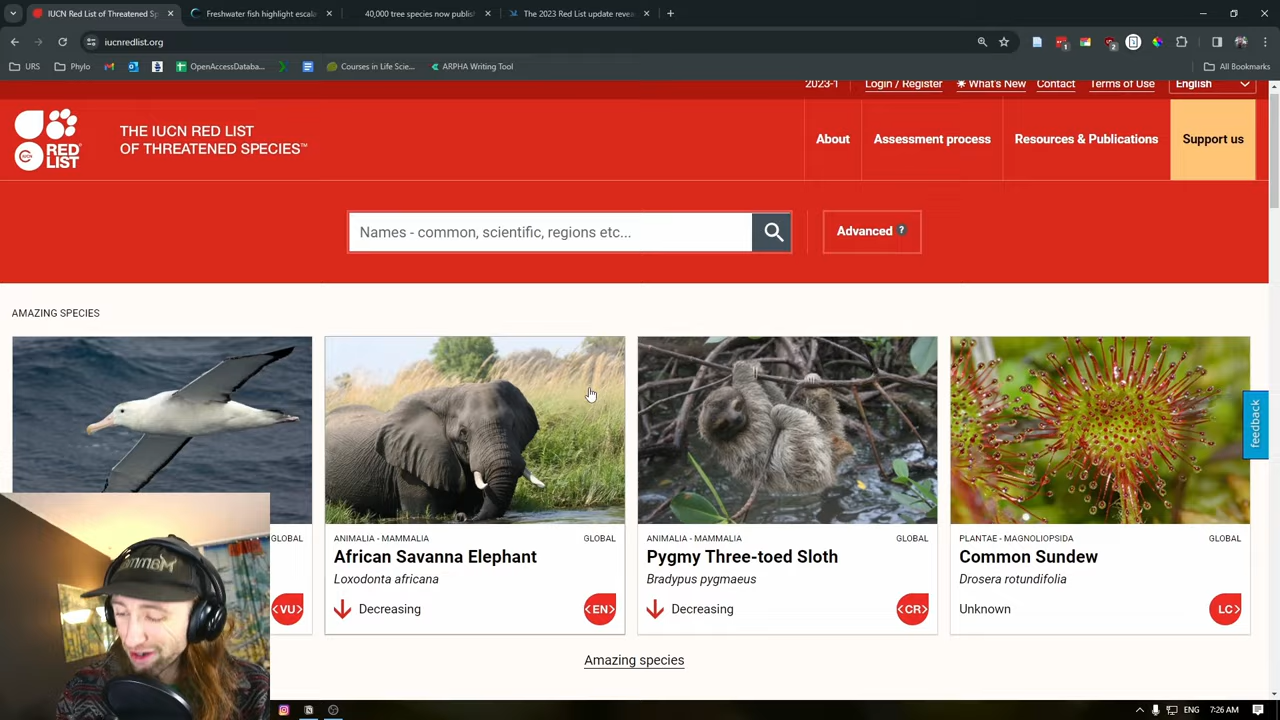 IUCN Red List of Threatened Sp
Freshwater fish highlight escala
40,000 tree species now publis
The 2023 Red List update revea
iucnredlist.org
URS
Phylo
OpenAccessDataba...
Courses in Life Scie...
ARPHA Writing Tool
All Bookmarks
2023-1
Login / Register
What's New
Contact
Terms of Use
English
IUCN
RED
LIST
THE IUCN RED LIST
OF THREATENED SPECIES™
About
Assessment process
Resources & Publications
Support us
Names - common, scientific, regions etc...
Advanced ?
AMAZING SPECIES
feedback
GLOBAL
<VU>
ANIMALIA - MAMMALIA GLOBAL
African Savanna Elephant
Loxodonta africana
Decreasing <EN>
ANIMALIA - MAMMALIA GLOBAL
Pygmy Three-toed Sloth
Bradypus pygmaeus
Decreasing <CR>
PLANTAE - MAGNOLIOPSIDA GLOBAL
Common Sundew
Drosera rotundifolia
Unknown LC>
Amazing species
ENG 7:26 AM